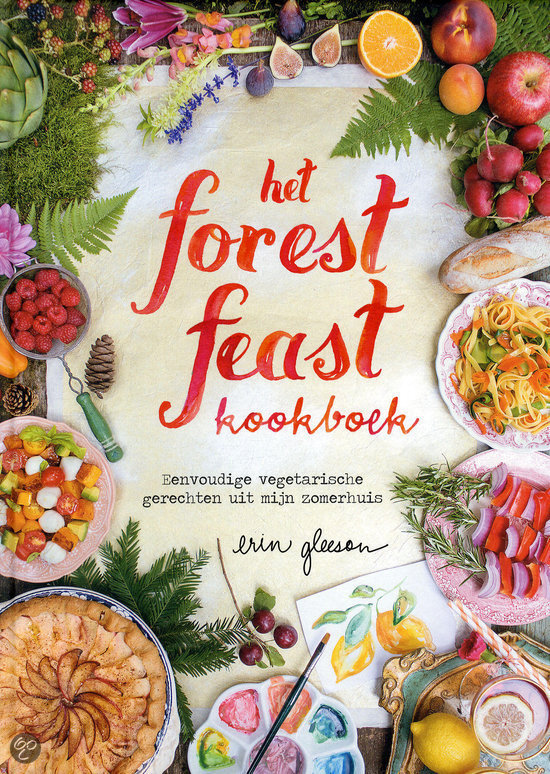 het
forest
feast
kookboek
Eenvoudige vegetarische
gerechten uit mijn zomerhuis
erin gleeson